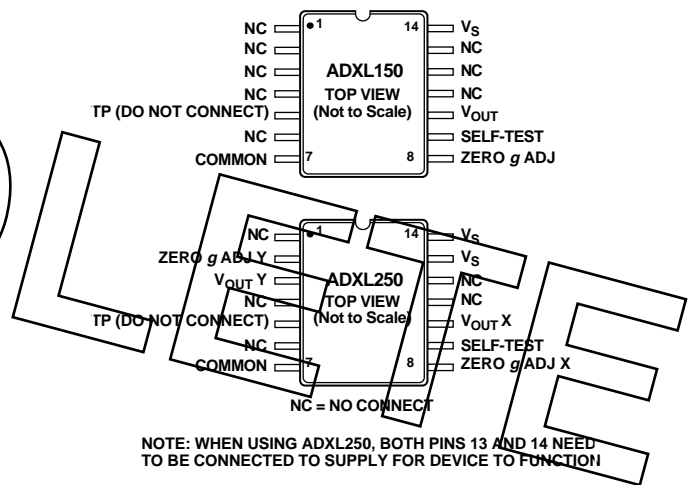 NC 1 14 VS
NC NC
NC ADXL150 NC
NC TOP VIEW NC
TP (DO NOT CONNECT) (Not to Scale) VOUT
NC SELF-TEST
COMMON 7 8 ZERO g ADJ
NC 1 14 VS
ZERO g ADJ Y VS
VOUT Y ADXL250 NC
NC TOP VIEW NC
TP (DO NOT CONNECT) (Not to Scale) VOUT X
NC SELF-TEST
COMMON 7 8 ZERO g ADJ X
NC = NO CONNECT
NOTE: WHEN USING ADXL250, BOTH PINS 13 AND 14 NEED
TO BE CONNECTED TO SUPPLY FOR DEVICE TO FUNCTION
LETE